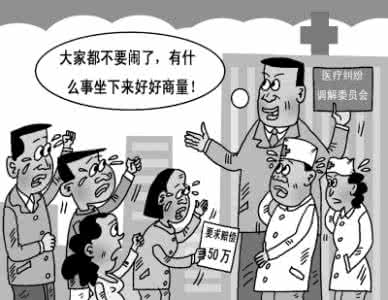 大家都不要闹了，有什
么事坐下来好好商量！
医疗纠纷
调解委员会
要求赔偿
50万